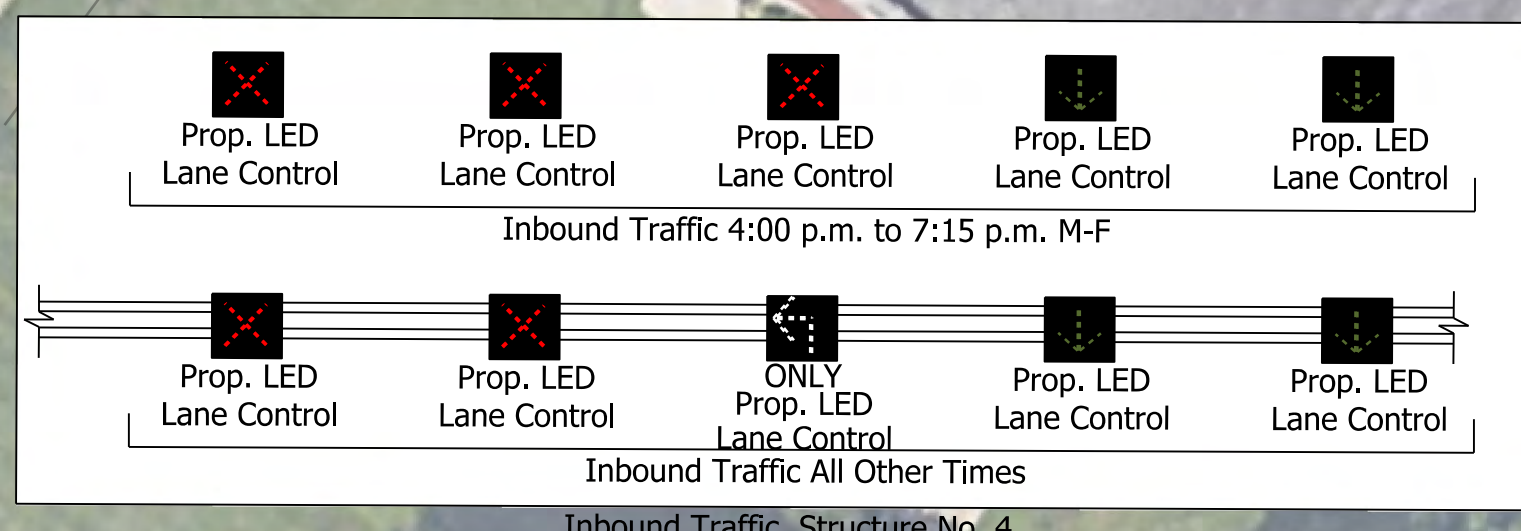 Prop. LED Prop. LED Prop. LED Prop. LED Prop. LED
Lane Control Lane Control Lane Control Lane Control Lane Control
Inbound Traffic 4:00 p.m. to 7:15 p.m. M-F
ONLY
Prop. LED Prop. LED Prop. LED Prop. LED Prop. LED
Lane Control Lane Control Lane Control Lane Control Lane Control
Inbound Traffic All Other Times
Inbound Traffic, Structure No. 4